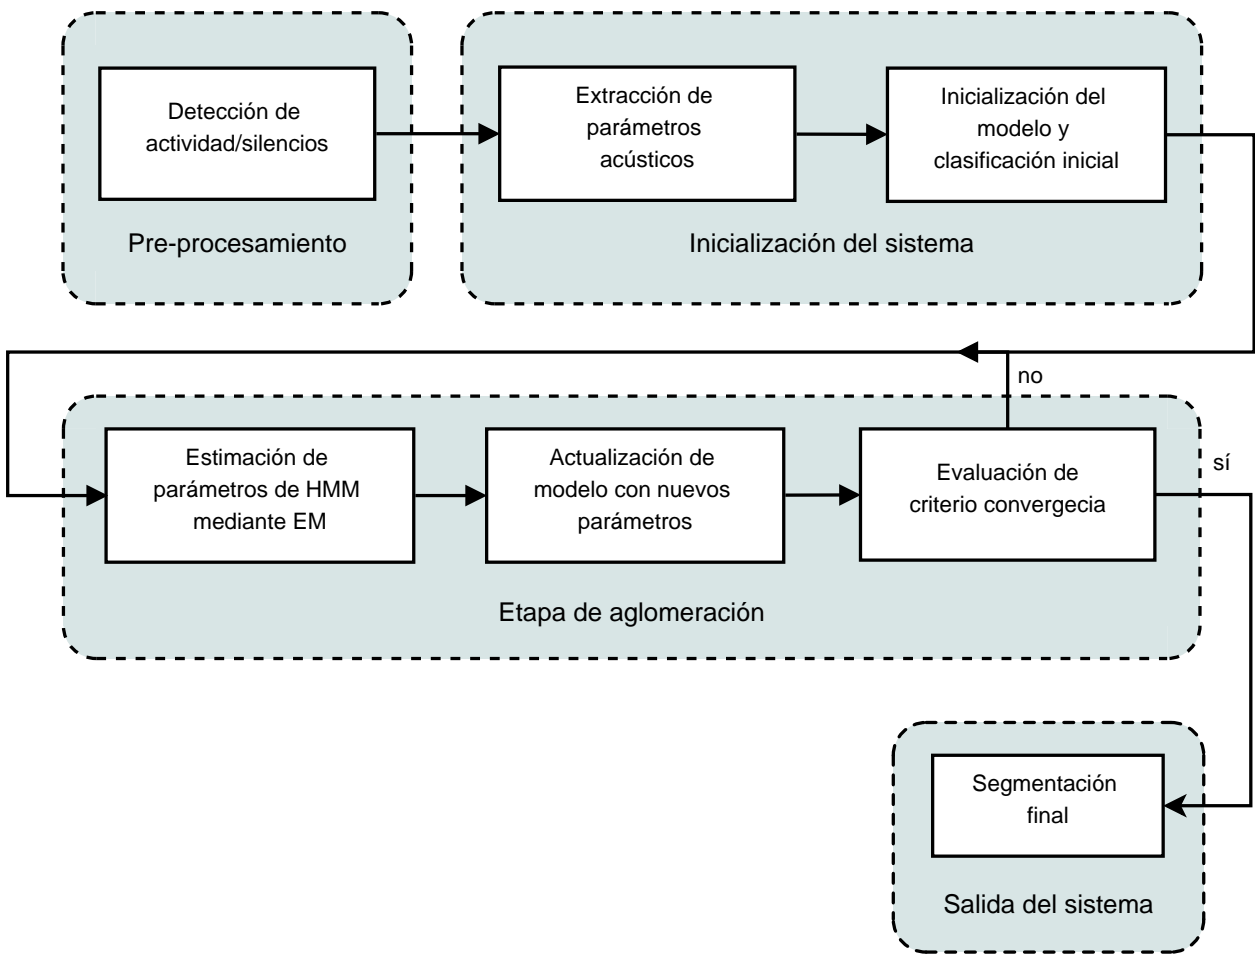 Detección de
actividad/silencios
Pre-procesamiento
Extracción de
parámetros
acústicos
Inicialización del
modelo y
clasificación inicial
Inicialización del sistema
no
Estimación de
parámetros de HMM
mediante EM
Actualización de
modelo con nuevos
parámetros
Evaluación de
criterio convergecia
sí
Etapa de aglomeración
Segmentación
final
Salida del sistema